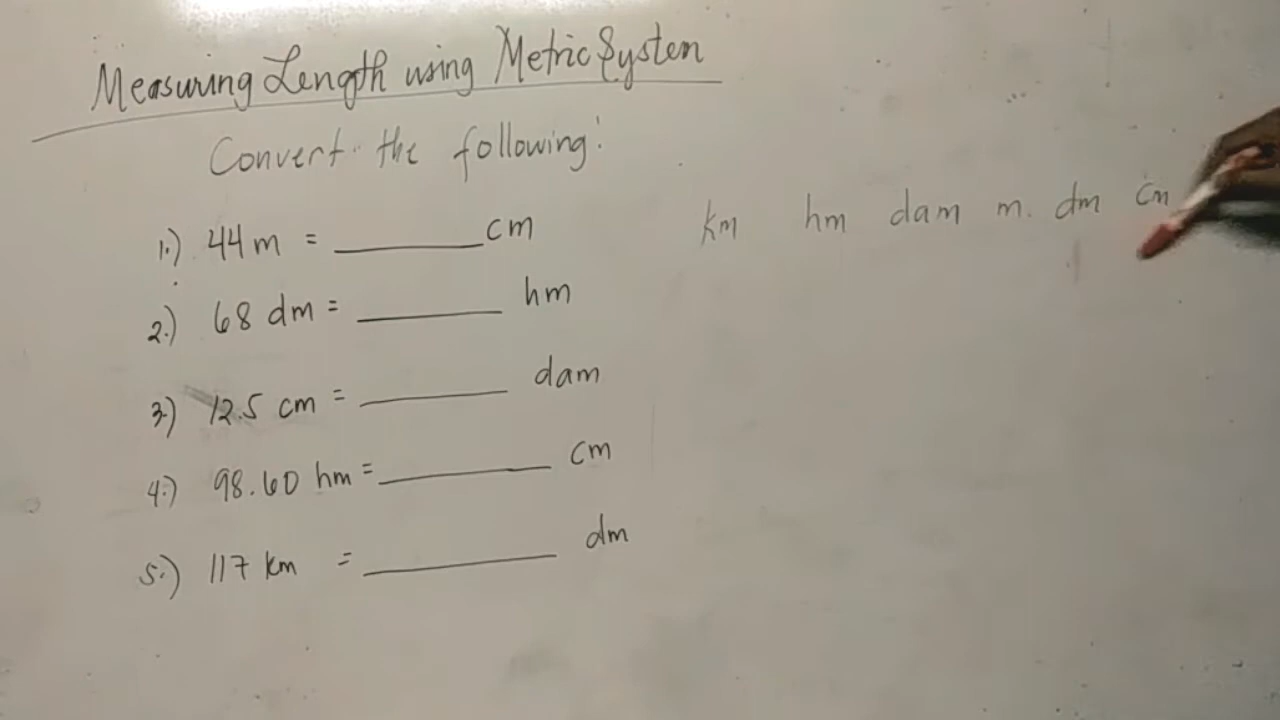 Measuring Length using Metric System
Convert the following:
1.) 44 m = ________ cm
2.) 68 dm = ________ hm
3.) 12.5 cm = ________ dam
4.) 98.60 hm = ________ cm
5.) 117 km = ________ dm
km hm dam m. dm cm